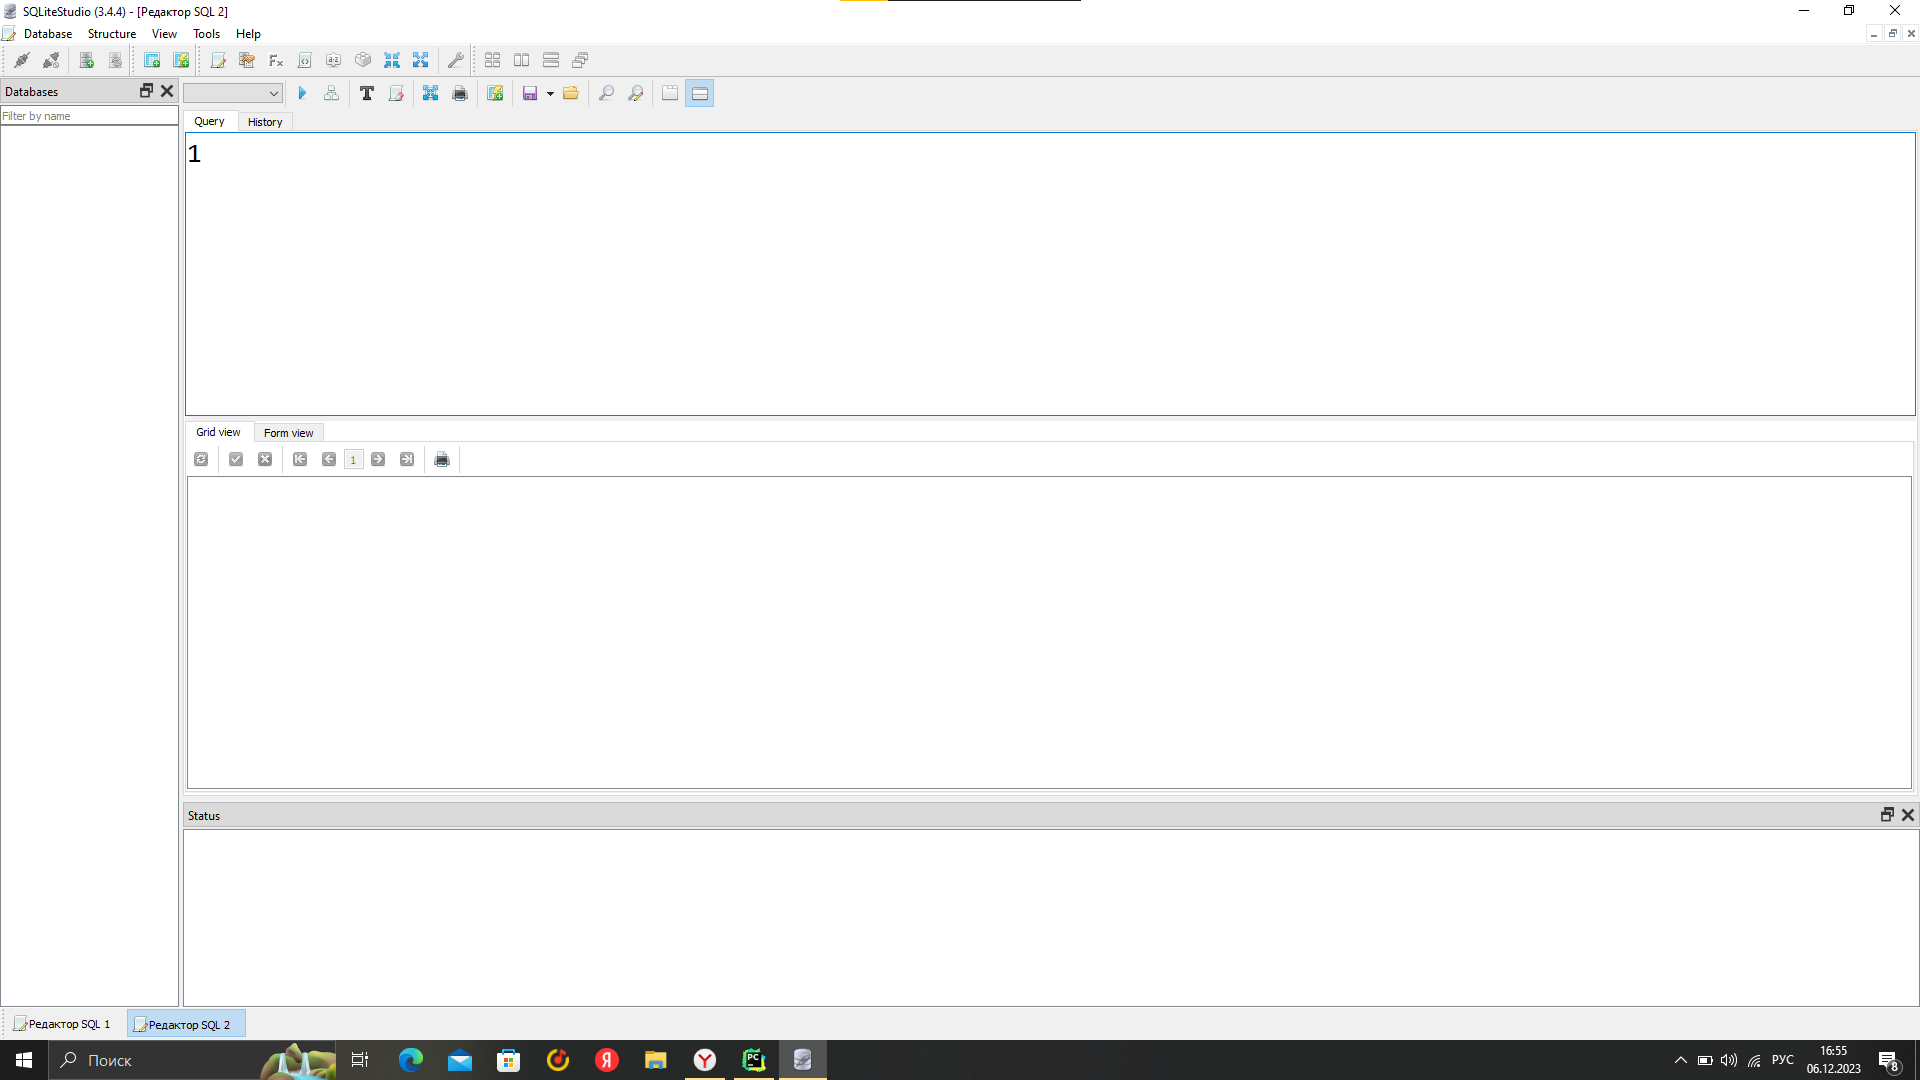 SQLiteStudio (3.4.4) - [Редактор SQL 2]
Database Structure View Tools Help
Databases
Filter by name
Query History
1
Grid view Form view
1
Status
Редактор SQL 1 Редактор SQL 2
Поиск
РУС
16:55
06.12.2023
8